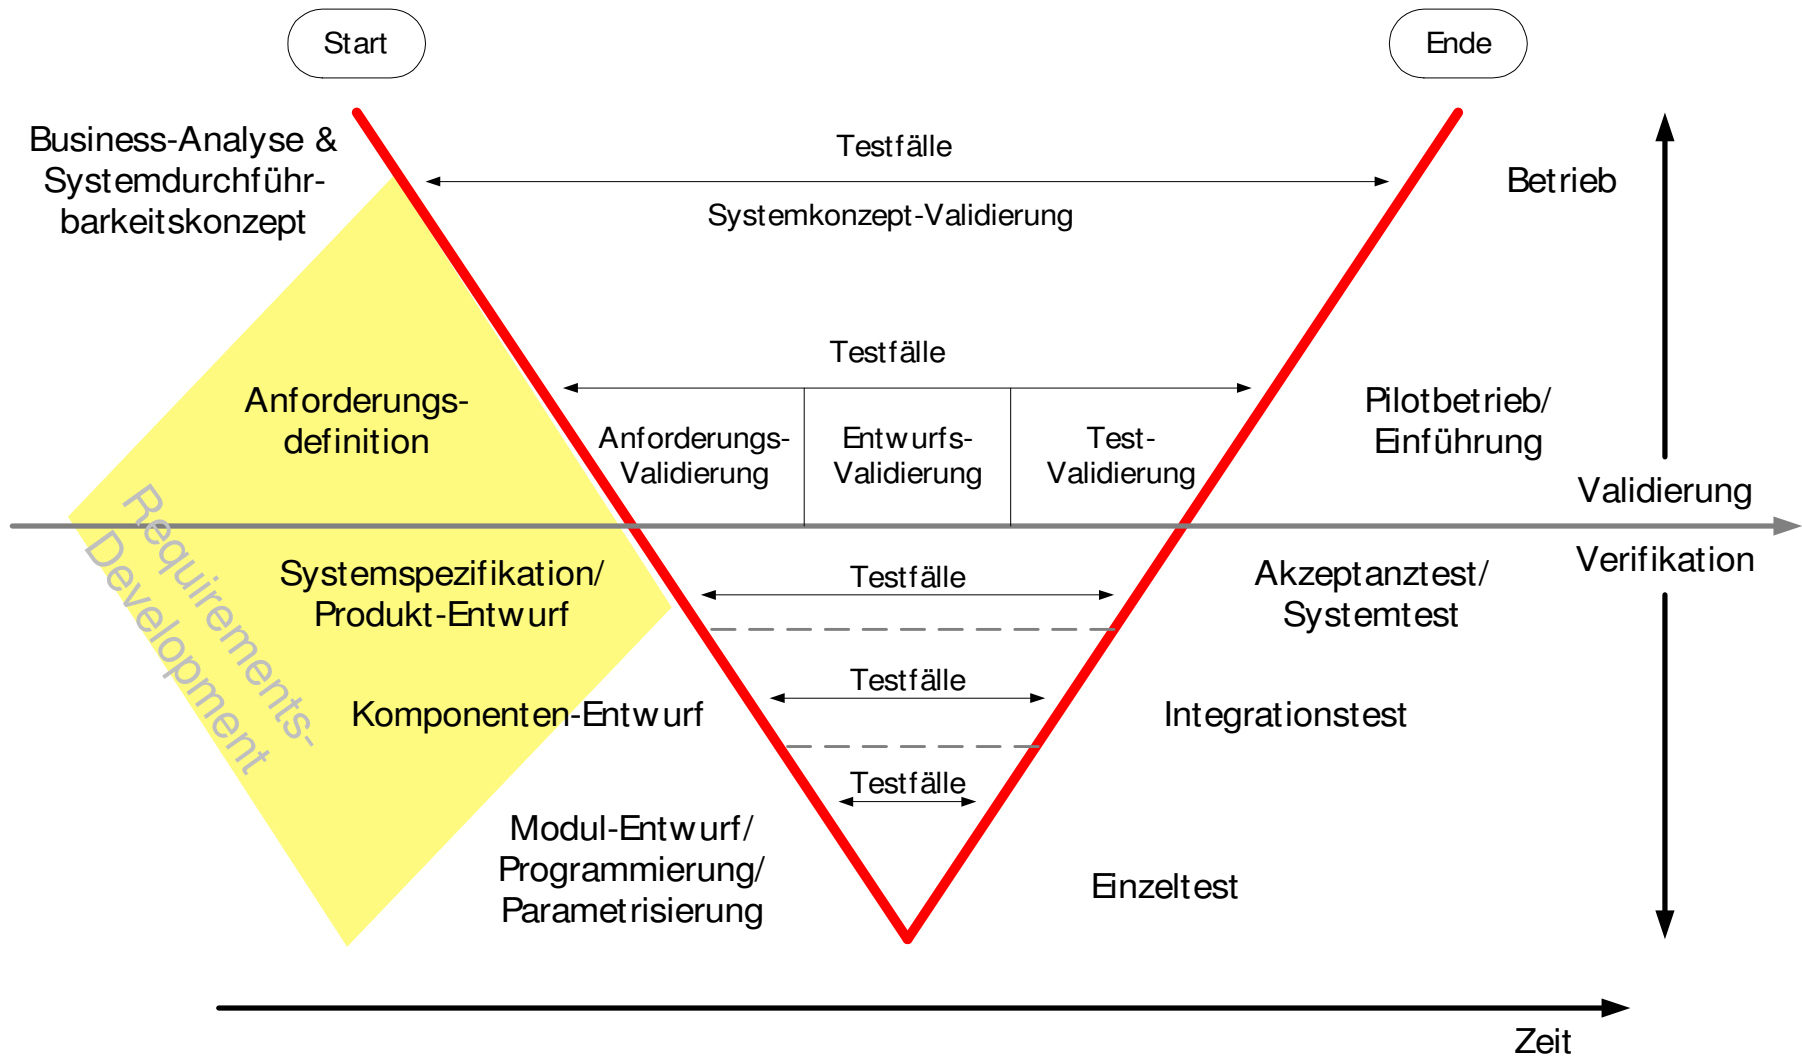 Start
Ende
Business-Analyse &
Systemdurchführ-
barkeitskonzept
Testfälle
Systemkonzept-Validierung
Betrieb
Testfälle
Anforderungs-
definition
Anforderungs-
Validierung
Entwurfs-
Validierung
Test-
Validierung
Pilotbetrieb/
Einführung
Validierung
Requirements-
Development
Systemspezifikation/
Produkt-Entwurf
Testfälle
Akzeptanztest/
Systemtest
Verifikation
Komponenten-Entwurf
Testfälle
Integrationstest
Testfälle
Modul-Entwurf/
Programmierung/
Parametrisierung
Einzeltest
Zeit